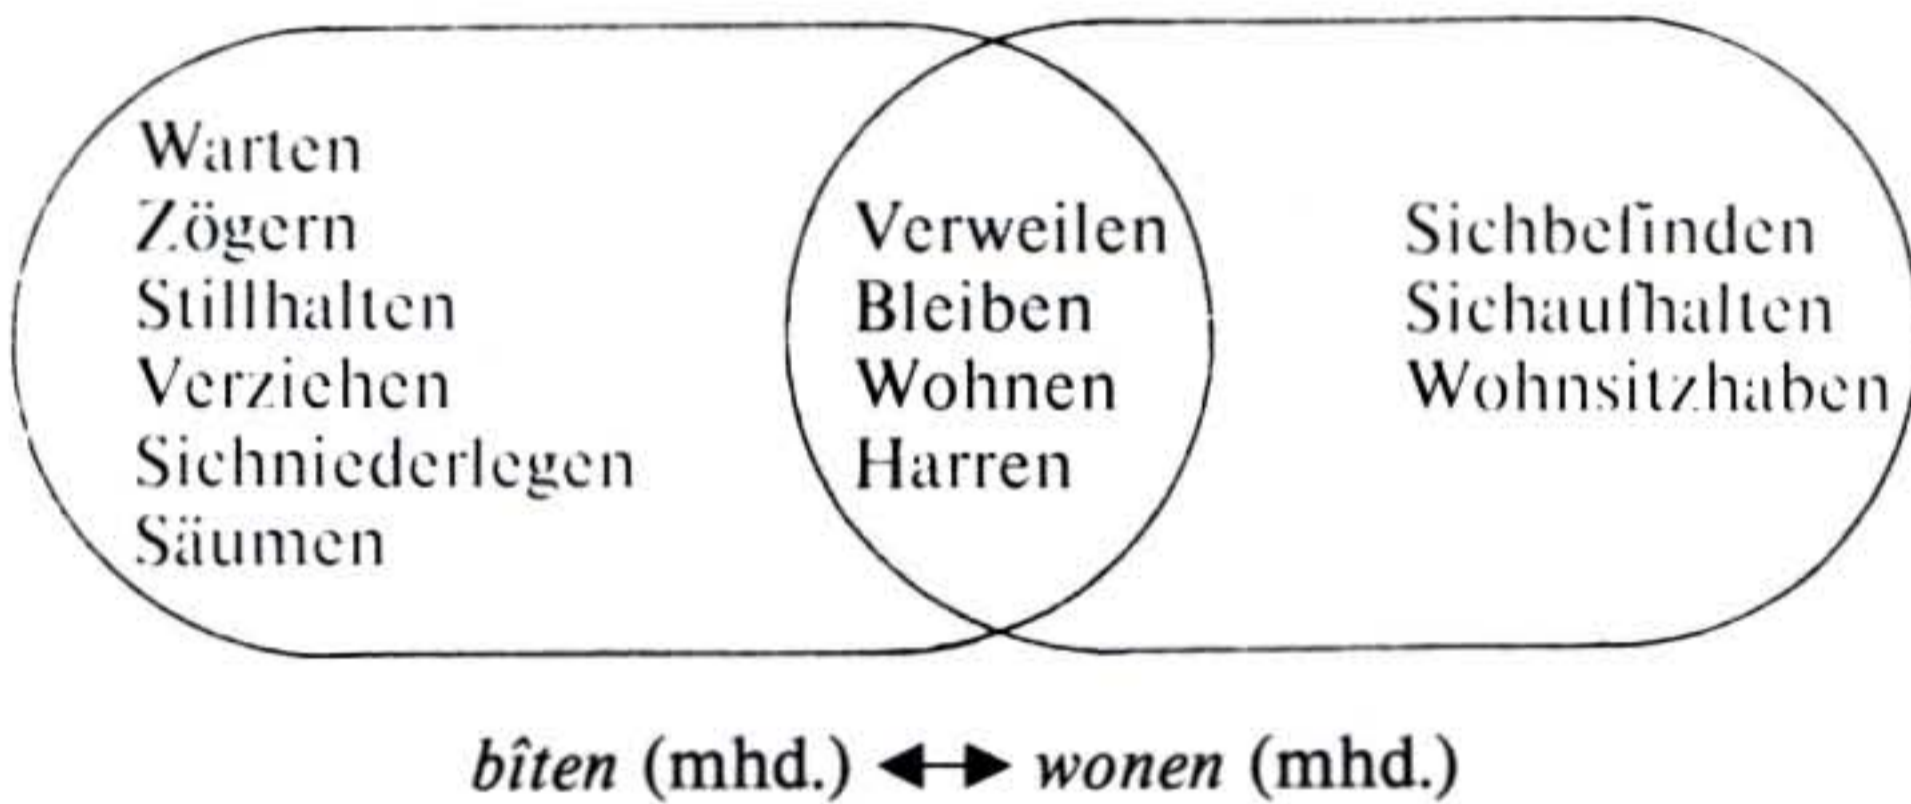 Warten
Zögern
Stillhalten
Verziehen
Sichniederlegen
Säumen
Verweilen
Bleiben
Wohnen
Harren
Sichbefinden
Sichaufhalten
Wohnsitzhaben
bîten (mhd.) ◀▶ wonen (mhd.)